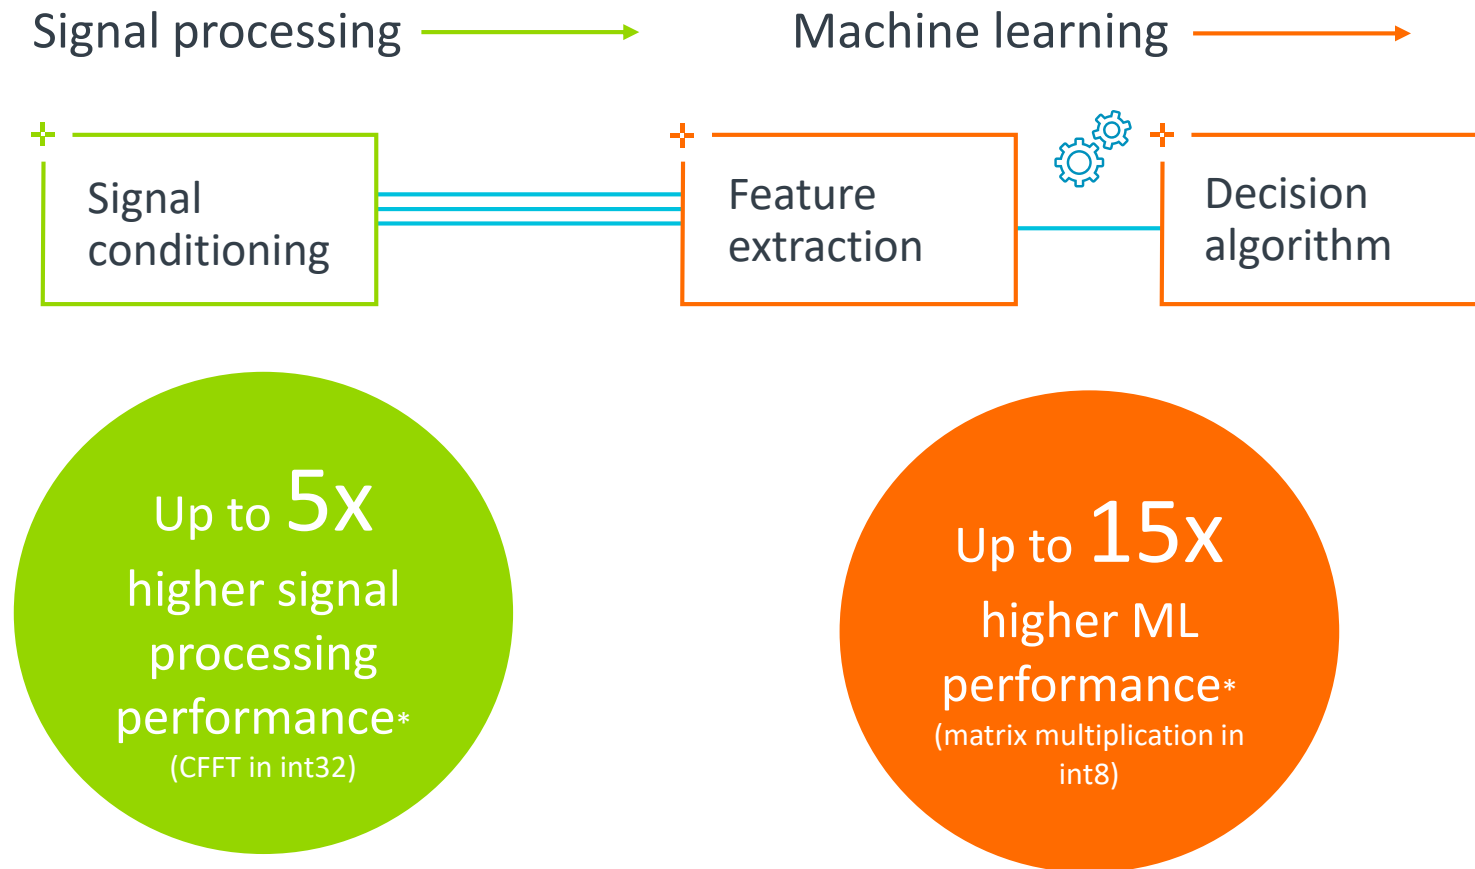 Signal processing
Machine learning
Signal
conditioning
Feature
extraction
Decision
algorithm
Up to 5x
higher signal
processing
performance*
(CFFT in int32)
Up to 15x
higher ML
performance*
(matrix multiplication in
int8)